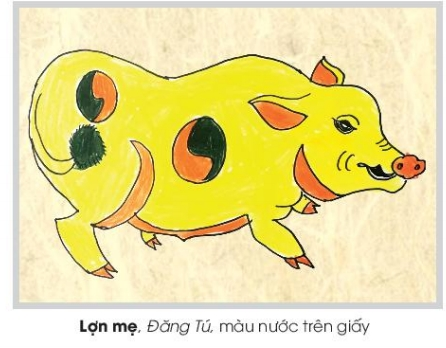 Lợn mẹ, Đăng Tú, màu nước trên giấy